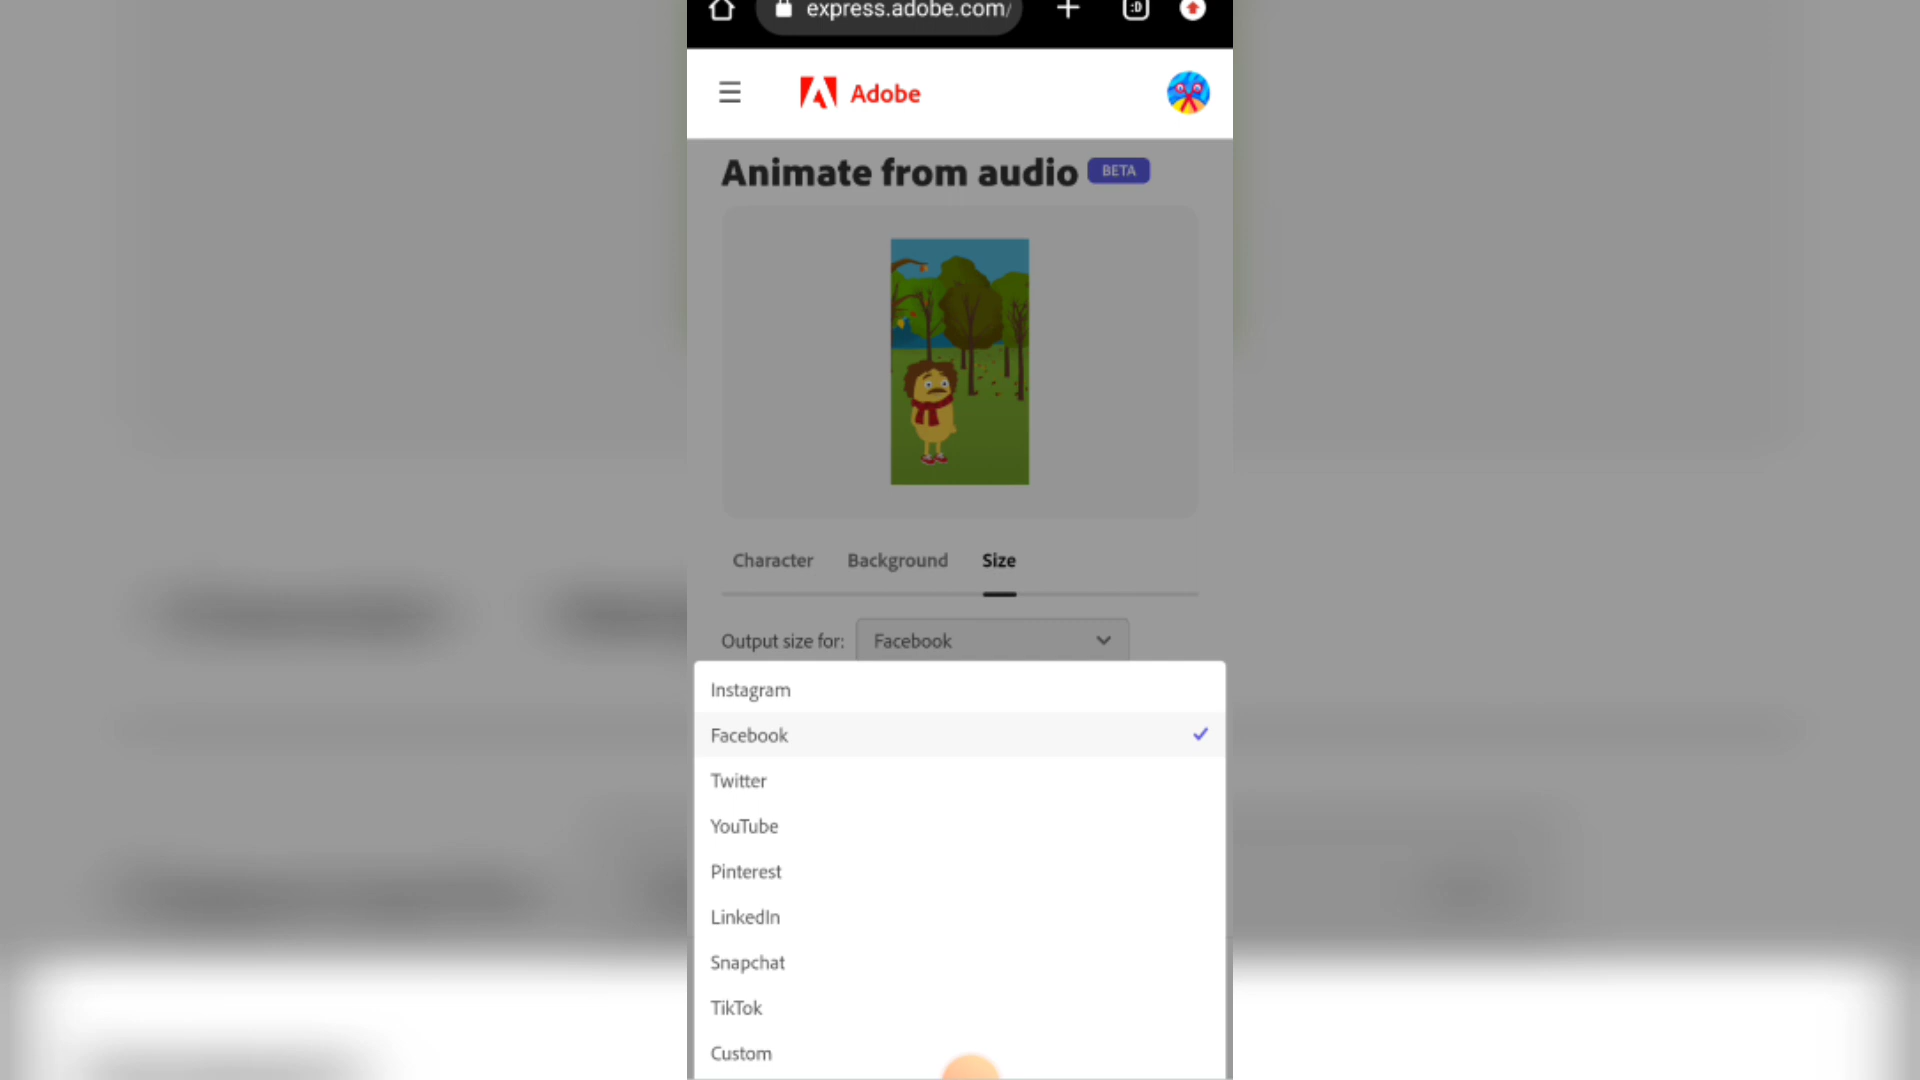 express.adobe.com/
:D
Adobe
Animate from audio BETA
Character Background Size
Output size for: Facebook
Instagram
Facebook
Twitter
YouTube
Pinterest
LinkedIn
Snapchat
TikTok
Custom